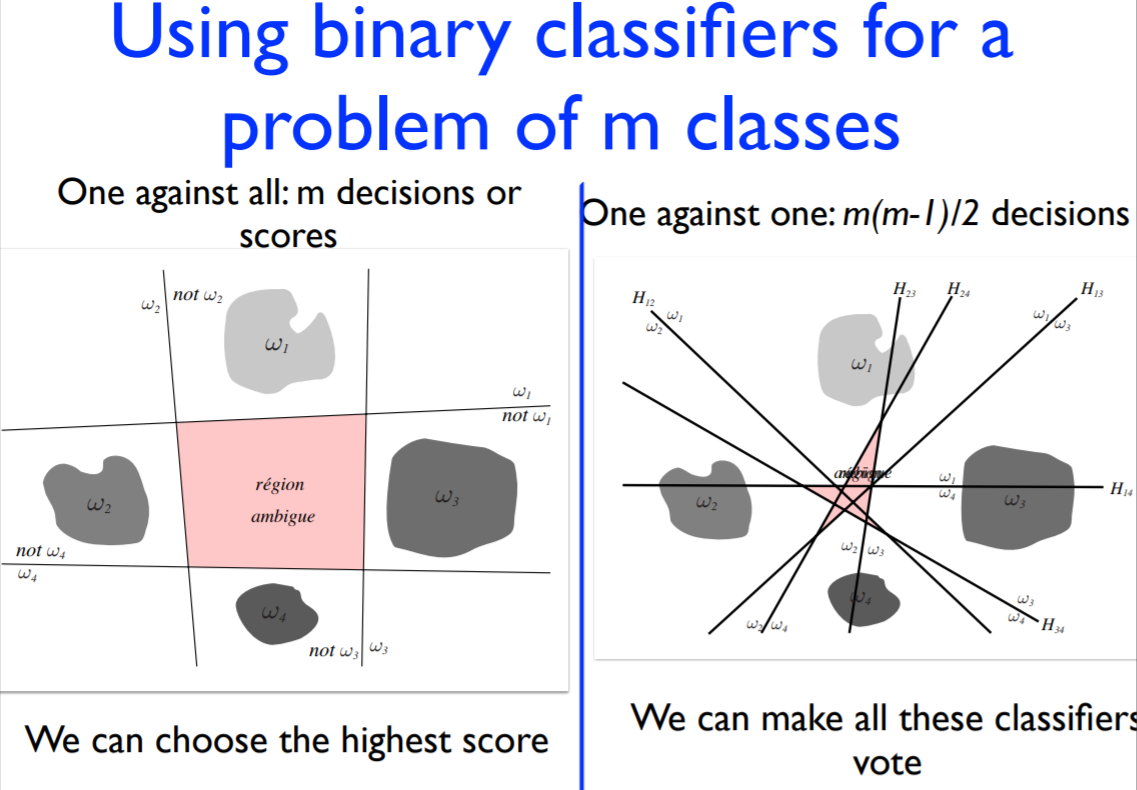 Using binary classifiers for a
problem of m classes
One against all: m decisions or
scores
ω₂ not ω₂
ω₁
ω₁
not ω₁
région
ambigue
ω₂
ω₃
not ω₄
ω₄
ω₄
not ω₃ ω₃
We can choose the highest score
One against one: m(m-1)/2 decisions
H₁₂
H₂₃
H₂₄
H₁₃
ω₁
ω₂
ω₁
ω₃
ω₁
ω₂
ω₁
ω₄
ω₃
H₁₄
ω₂ ω₃
ω₄
ω₃
ω₄
H₃₄
ω₂ ω₄
We can make all these classifiers
vote